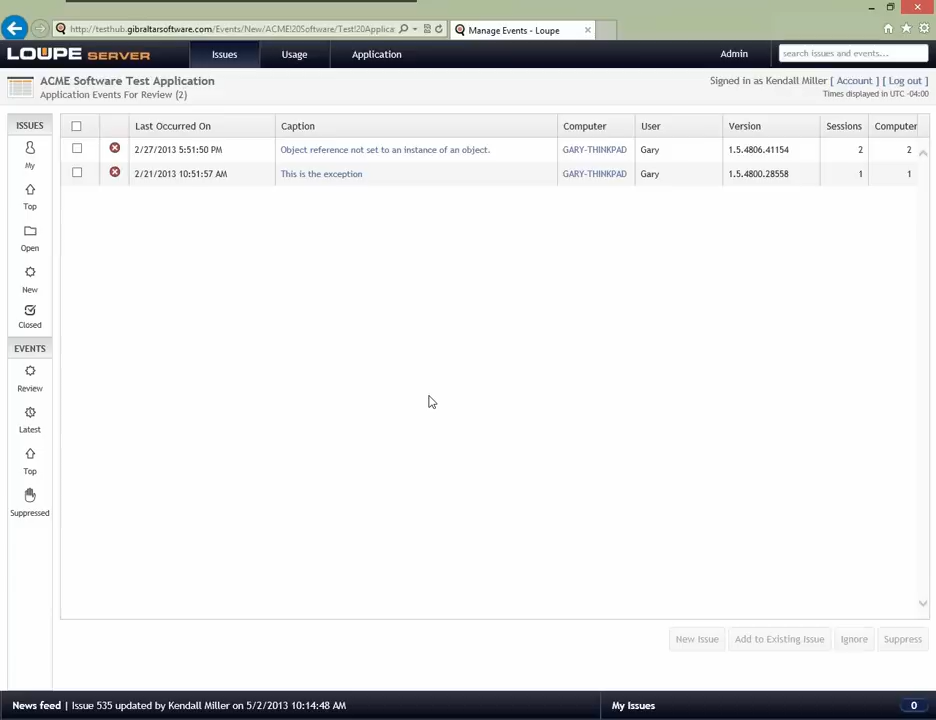 http://testhub.gibraltarsoftware.com/Events/New/ACME!20Software/Test!20Applica
Manage Events - Loupe
LOUPE SERVER
Issues
Usage
Application
Admin
search issues and events...
ACME Software Test Application
Application Events For Review (2)
Signed in as Kendall Miller [ Account ] [ Log out ]
Times displayed in UTC -04:00
ISSUES
My
Top
Open
New
Closed
EVENTS
Review
Latest
Top
Suppressed
Last Occurred On Caption Computer User Version Sessions Computer
2/27/2013 5:51:50 PM Object reference not set to an instance of an object. GARY-THINKPAD Gary 1.5.4806.41154 2 2
2/21/2013 10:51:57 AM This is the exception GARY-THINKPAD Gary 1.5.4800.28558 1 1
New Issue Add to Existing Issue Ignore Suppress
News feed | Issue 535 updated by Kendall Miller on 5/2/2013 10:14:48 AM
My Issues 0